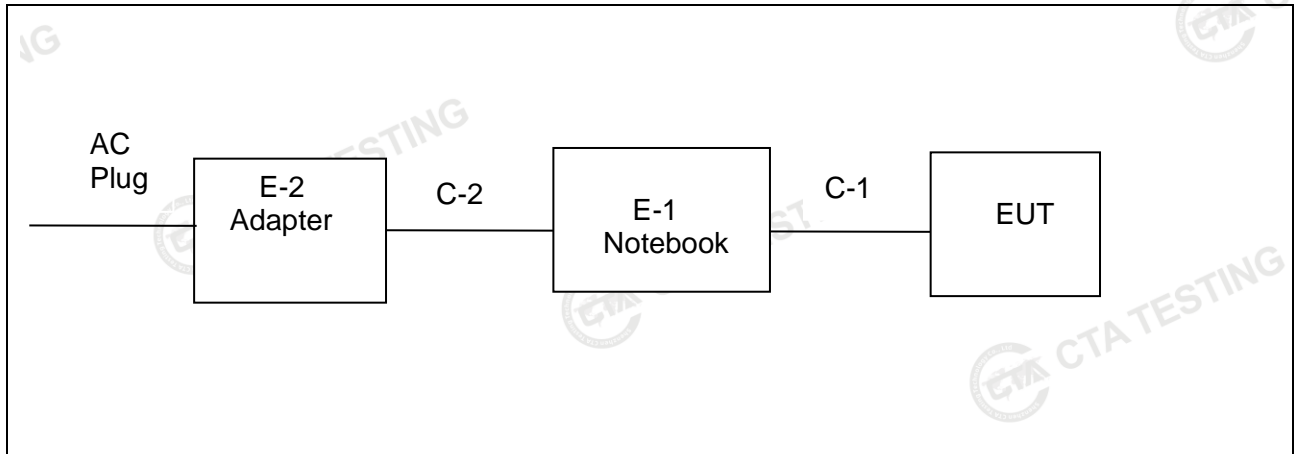 AC
Plug
E-2
Adapter
C-2
E-1
Notebook
C-1
EUT
CTA TESTING